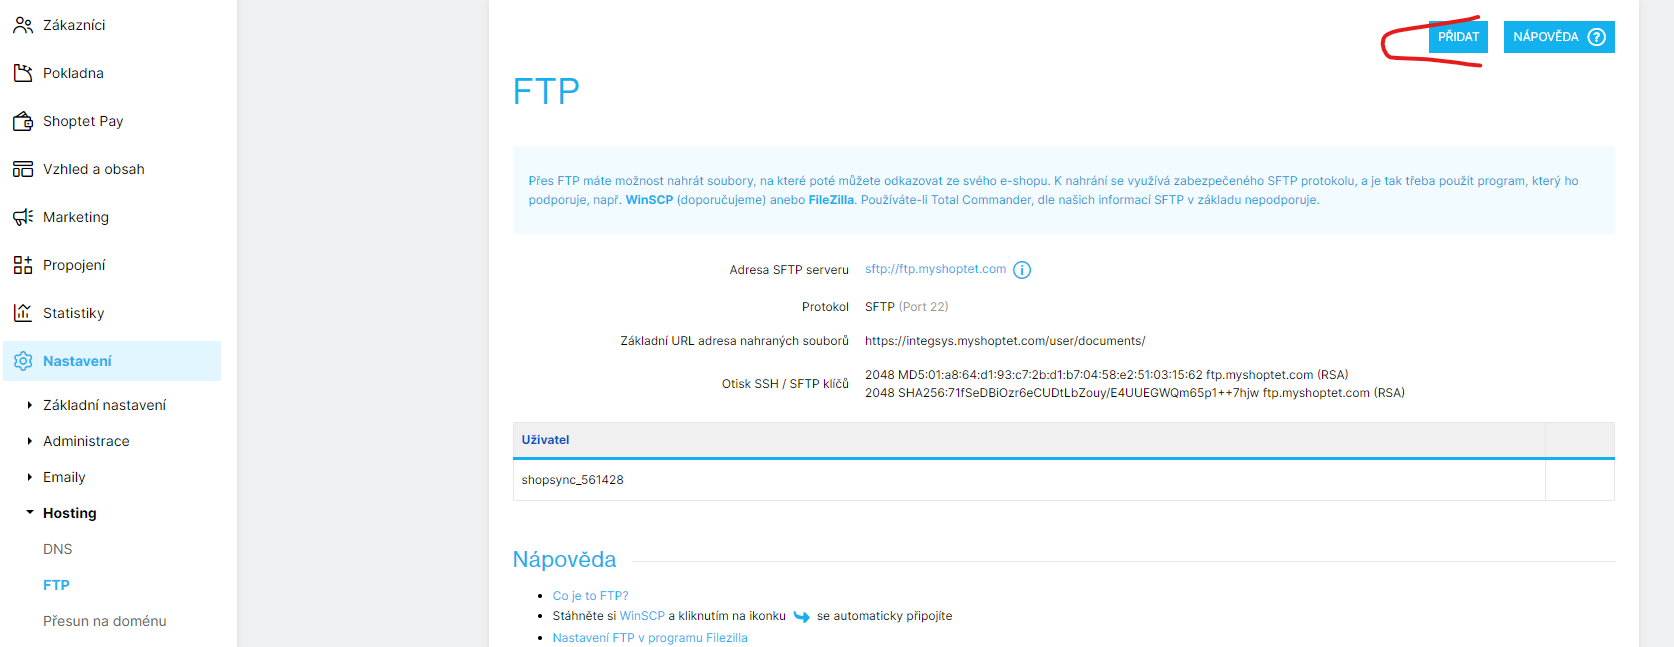 Zákazníci
Pokladna
Shoptet Pay
Vzhled a obsah
Marketing
Propojení
Statistiky
Nastavení
Základní nastavení
Administrace
Emaily
Hosting
DNS
FTP
Přesun na doménu
PŘIDAT
NÁPOVĚDA ?
FTP
Přes FTP máte možnost nahrát soubory, na které poté můžete odkazovat ze svého e-shopu. K nahrání se využívá zabezpečeného SFTP protokolu, a je tak třeba použít program, který ho
podporuje, např. WinSCP (doporučujeme) anebo FileZilla. Používáte-li Total Commander, dle našich informací SFTP v základu nepodporuje.
Adresa SFTP serveru sftp://ftp.myshoptet.com i
Protokol SFTP (Port 22)
Základní URL adresa nahraných souborů https://integsys.myshoptet.com/user/documents/
Otisk SSH / SFTP klíčů
2048 MD5:01:a8:64:d1:93:c7:2b:d1:b7:04:58:e2:51:03:15:62 ftp.myshoptet.com (RSA)
2048 SHA256:71fSeDBiOzr6eCUDtLbZouy/E4UUEGWQm65p1++7hjw ftp.myshoptet.com (RSA)
Uživatel
shopsync_561428
Nápověda
Co je to FTP?
Stáhněte si WinSCP a kliknutím na ikonku se automaticky připojíte
Nastavení FTP v programu Filezilla